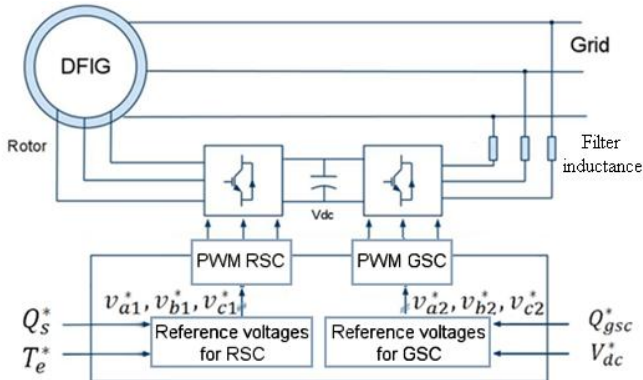 DFIG
Grid
Rotor
Filter
inductance
Vdc
PWM RSC
PWM GSC
v*a1, v*b1, v*c1
v*a2, v*b2, v*c2
Q*s
T*e
Reference voltages
for RSC
Reference voltages
for GSC
Q*gsc
V*dc